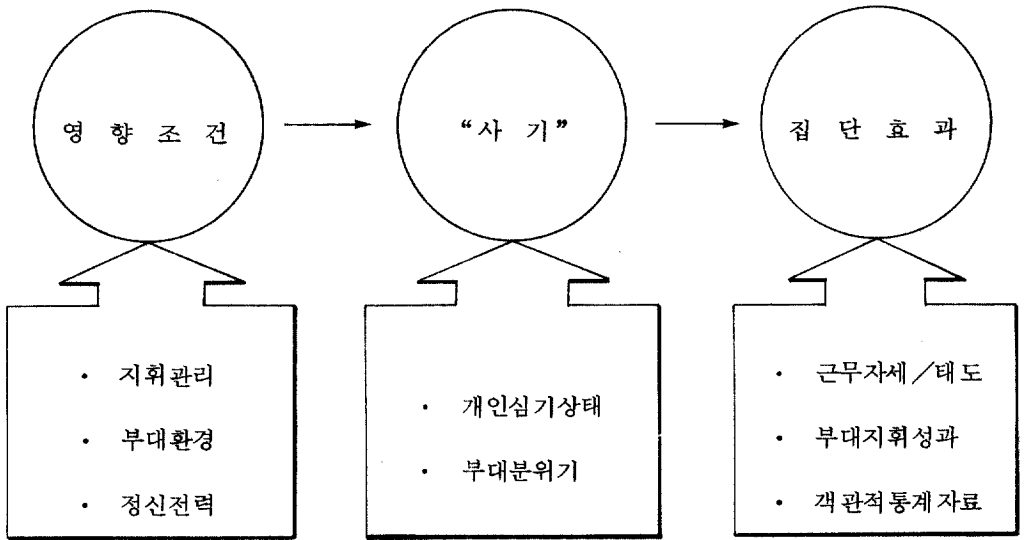 영 향 조 건
“사 기”
집 단 효 과
· 지휘관리
· 부대환경
· 정신전력
· 개인심기상태
· 부대분위기
· 근무자세／태도
· 부대지휘성과
· 객관적통계자료